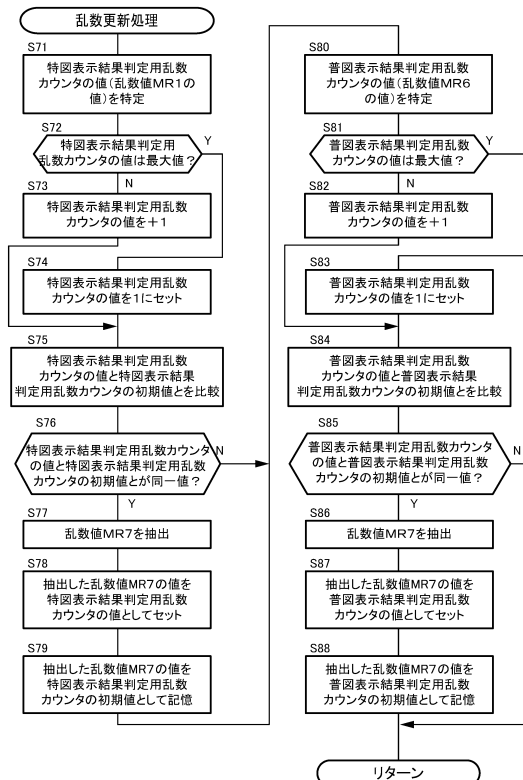 乱数更新処理
S71
特図表示結果判定用乱数
カウンタの値(乱数値MR1の
値)を特定
S72
特図表示結果判定用
乱数カウンタの値は最大値?
Y
N
S73
特図表示結果判定用乱数
カウンタの値を+1
S74
特図表示結果判定用乱数
カウンタの値を1にセット
S75
特図表示結果判定用乱数
カウンタの値と特図表示結果
判定用乱数カウンタの初期値とを比較
S76
特図表示結果判定用乱数カウンタ
の値と特図表示結果判定用乱数
カウンタの初期値とが同一値?
N
Y
S77
乱数値MR7を抽出
S78
抽出した乱数値MR7の値を
特図表示結果判定用乱数
カウンタの値としてセット
S79
抽出した乱数値MR7の値を
特図表示結果判定用乱数
カウンタの初期値として記憶
S80
普図表示結果判定用乱数
カウンタの値(乱数値MR6
の値)を特定
S81
普図表示結果判定用乱数
カウンタの値は最大値?
Y
N
S82
普図表示結果判定用乱数
カウンタの値を+1
S83
普図表示結果判定用乱数
カウンタの値を1にセット
S84
普図表示結果判定用乱数
カウンタの値と普図表示結果
判定用乱数カウンタの初期値とを比較
S85
普図表示結果判定用乱数カウンタ
の値と普図表示結果判定用乱数
カウンタの初期値とが同一値?
N
Y
S86
乱数値MR7を抽出
S87
抽出した乱数値MR7の値を
普図表示結果判定用乱数
カウンタの値としてセット
S88
抽出した乱数値MR7の値を
普図表示結果判定用乱数
カウンタの初期値として記憶
リターン